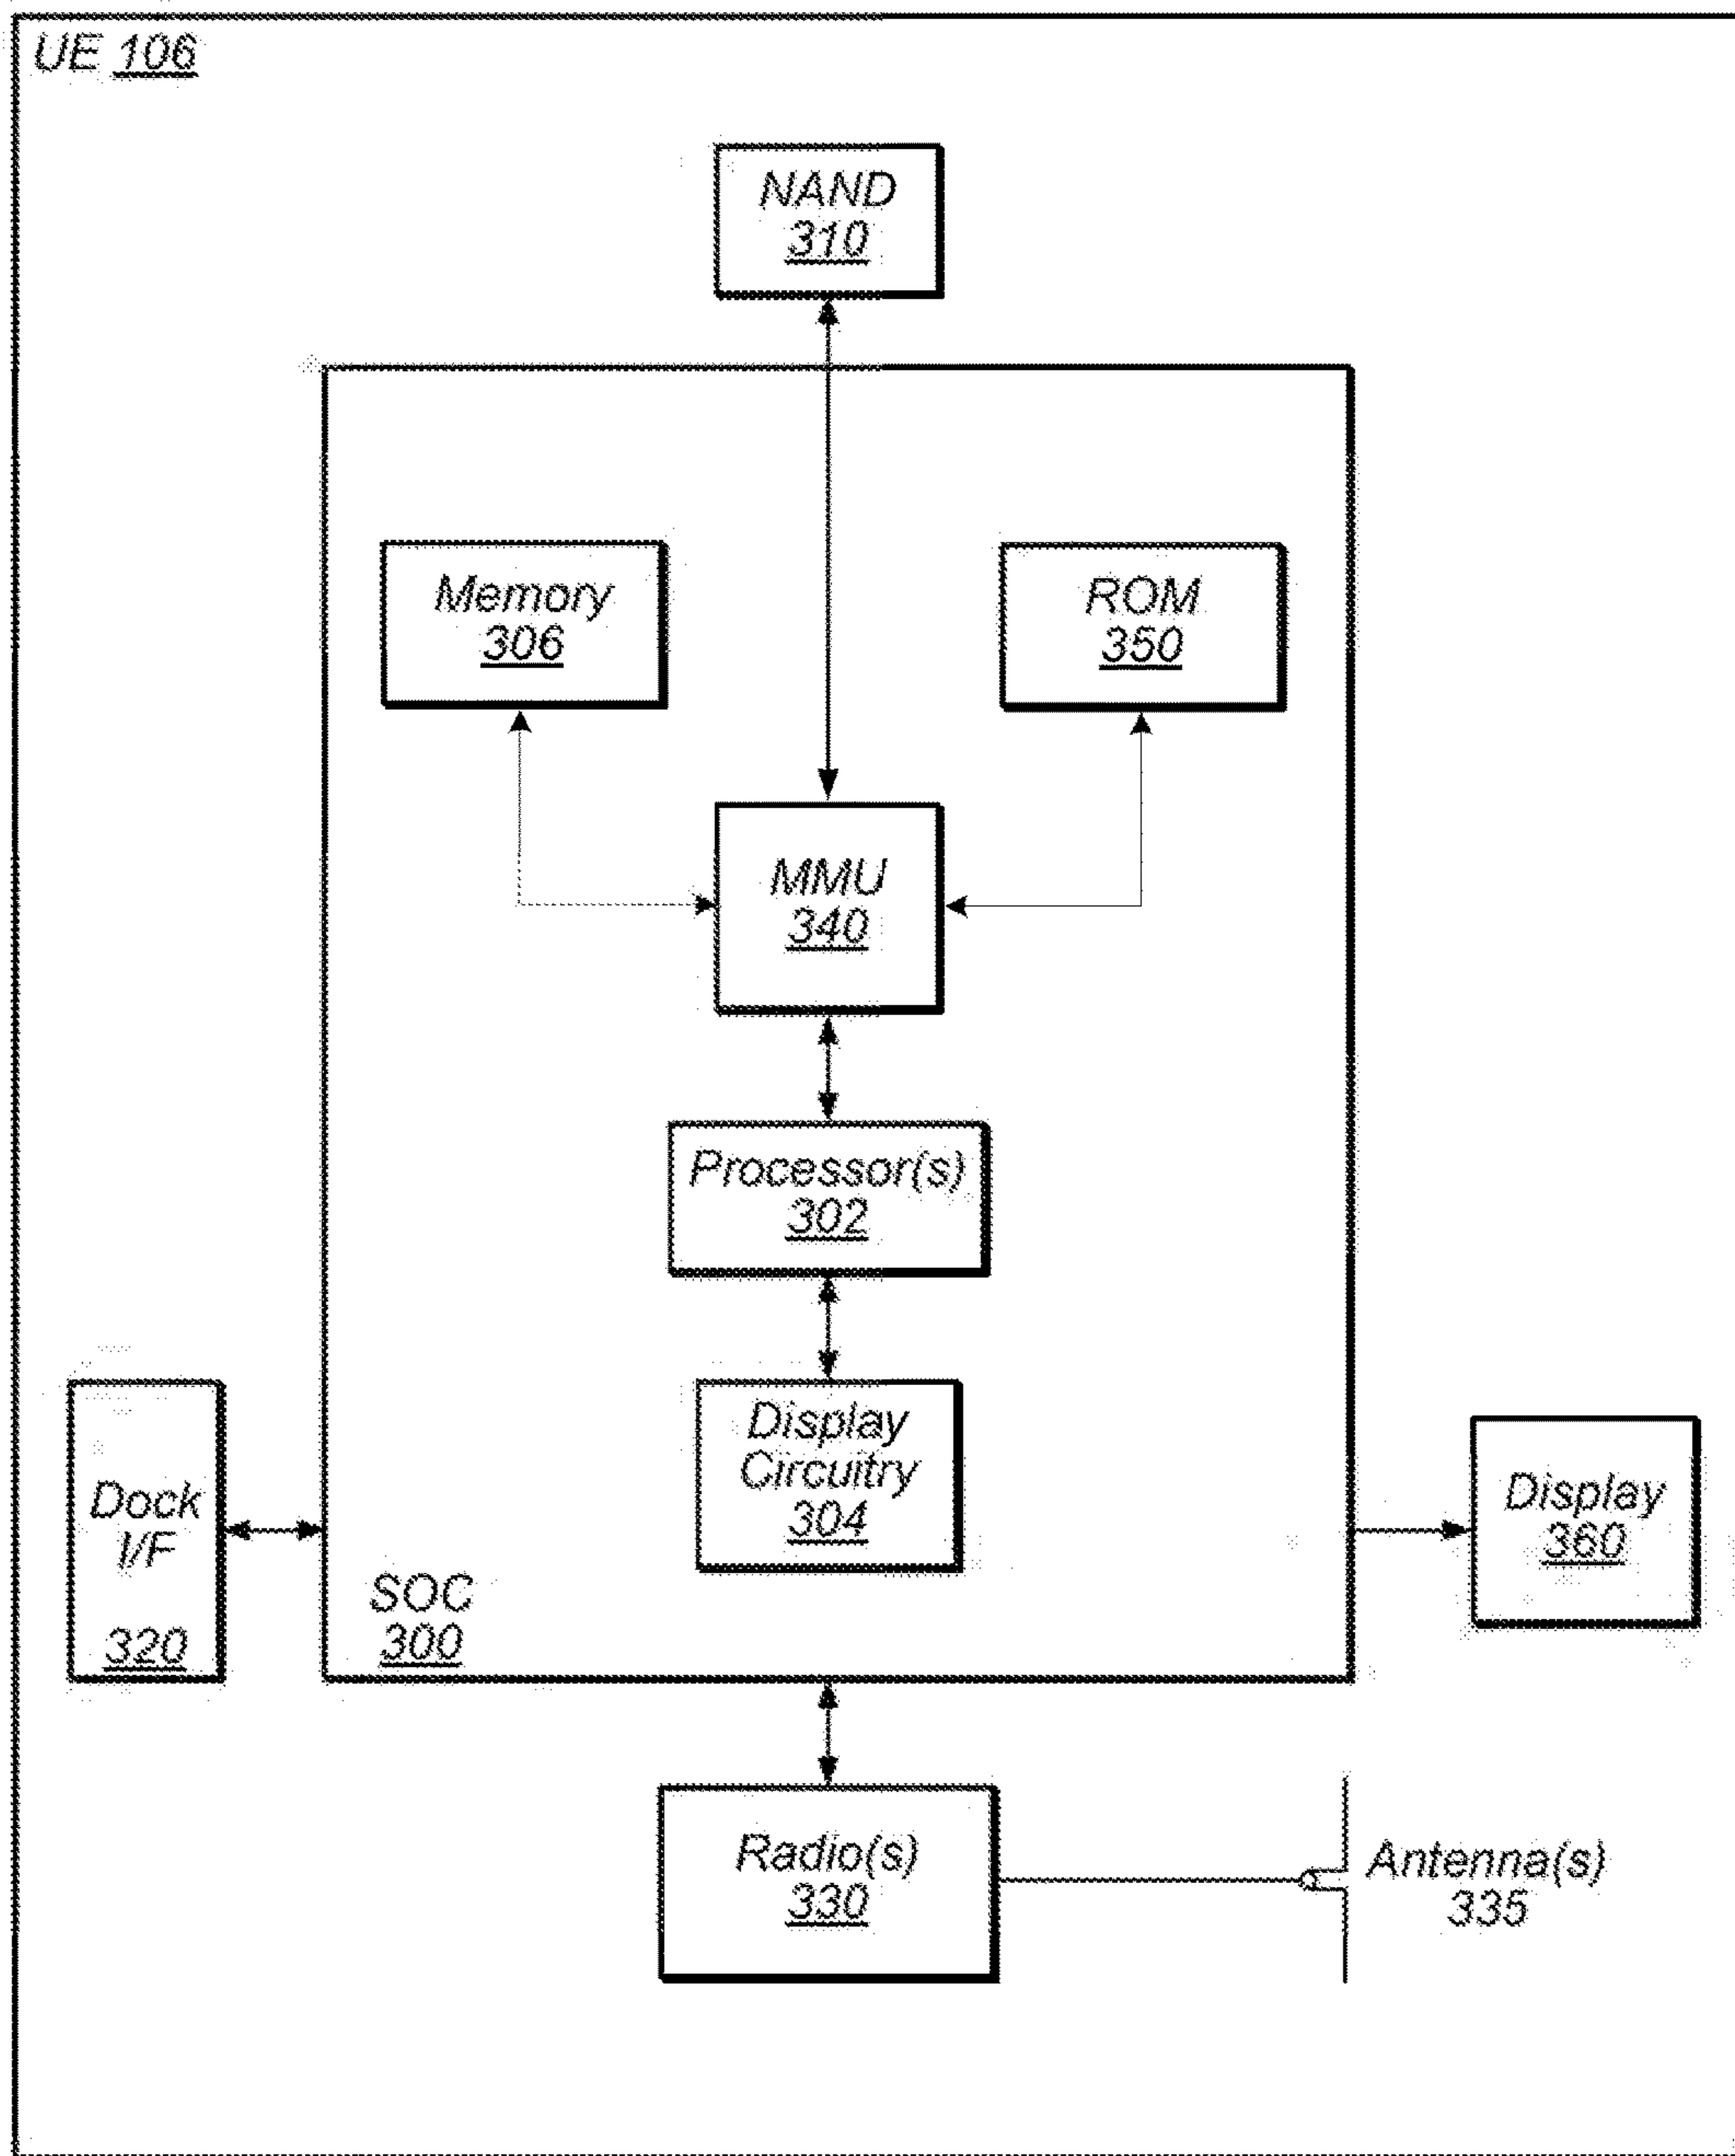 UE 106
NAND
310
Memory
306
ROM
350
MMU
340
Processor(s)
302
Display
Circuitry
304
Dock
I/F
320
SOC
300
Display
360
Radio(s)
330
Antenna(s)
335